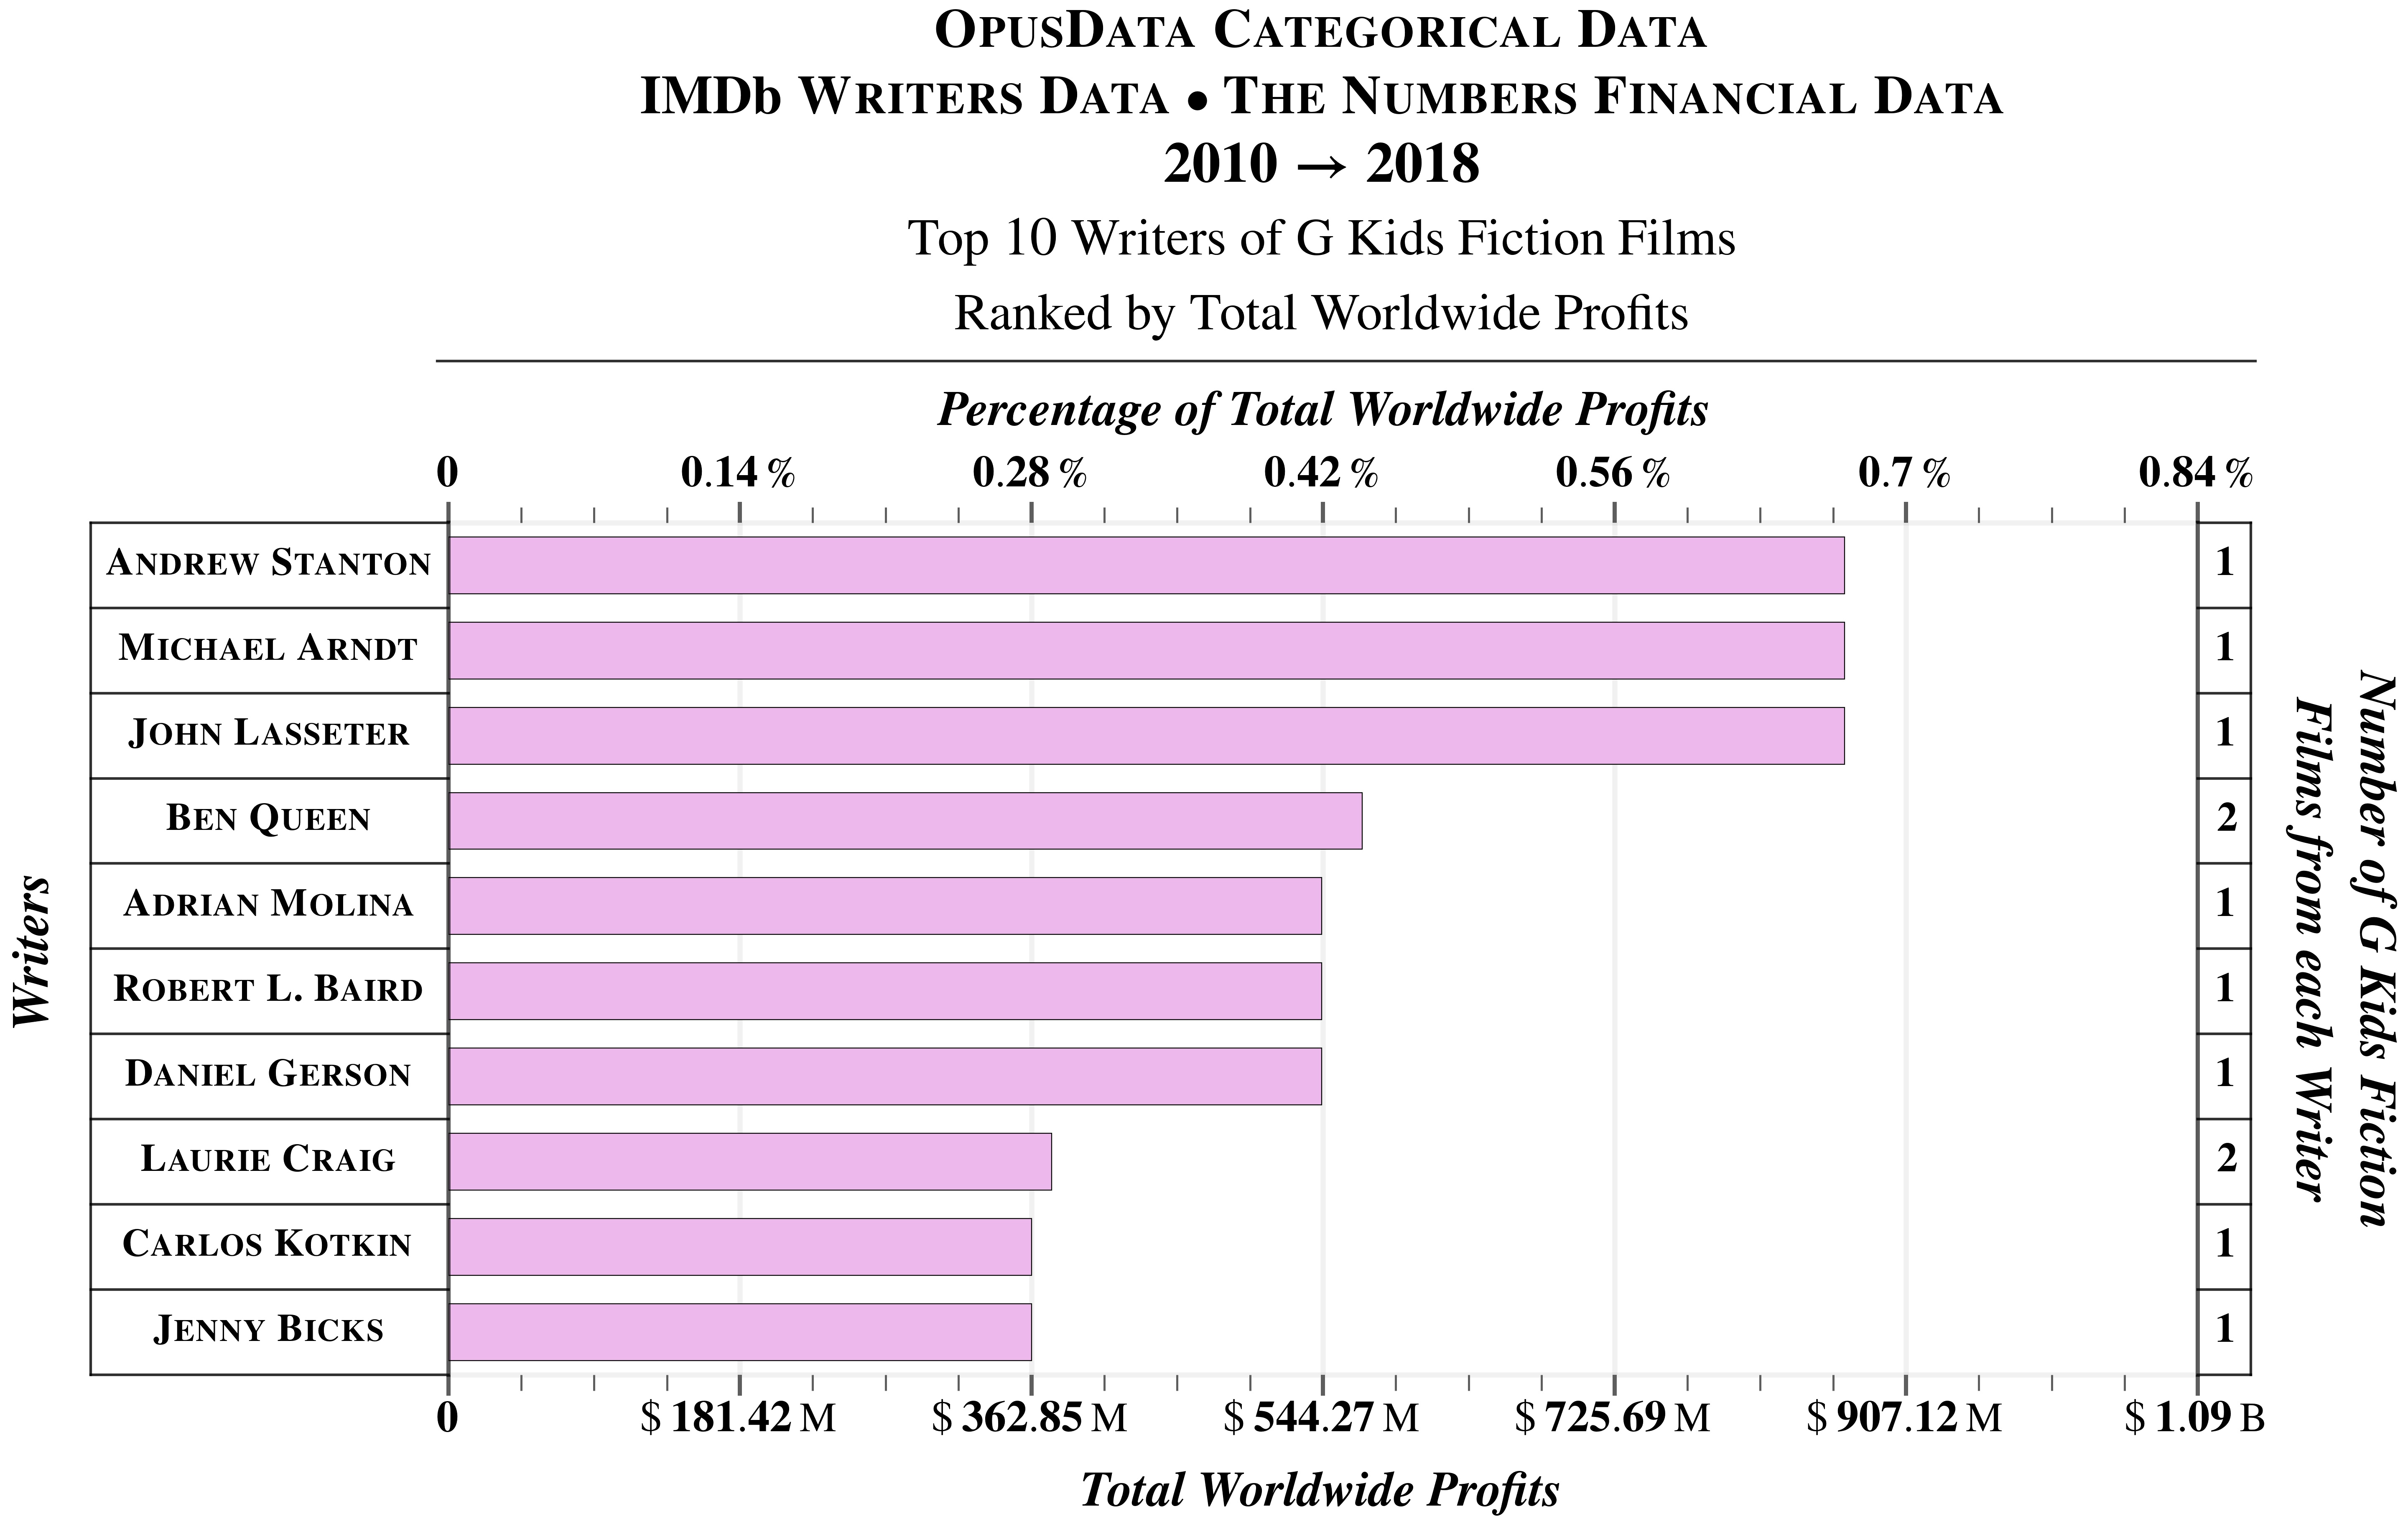 OpusData Categorical Data
IMDb Writers Data • The Numbers Financial Data
2010 → 2018
Top 10 Writers of G Kids Fiction Films
Ranked by Total Worldwide Profits
Percentage of Total Worldwide Profits
0 0.14 % 0.28 % 0.42 % 0.56 % 0.7 % 0.84 %
Writers
Andrew Stanton 1
Michael Arndt 1
John Lasseter 1
Ben Queen 2
Adrian Molina 1
Robert L. Baird 1
Daniel Gerson 1
Laurie Craig 2
Carlos Kotkin 1
Jenny Bicks 1
Number of G Kids Fiction
Films from each Writer
0 $ 181.42 M $ 362.85 M $ 544.27 M $ 725.69 M $ 907.12 M $ 1.09 B
Total Worldwide Profits